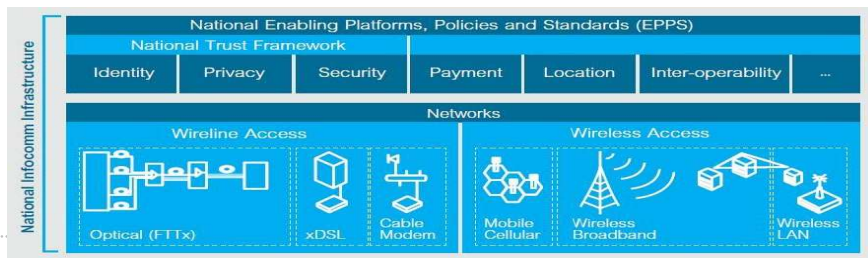 National Infocomm Infrastructure
National Enabling Platforms, Policies and Standards (EPPS)
National Trust Framework
Identity
Privacy
Security
Payment
Location
Inter-operability
...
Networks
Wireline Access
Wireless Access
Optical (FTTx)
xDSL
Cable
Modem
Mobile
Cellular
Wireless
Broadband
Wireless
LAN